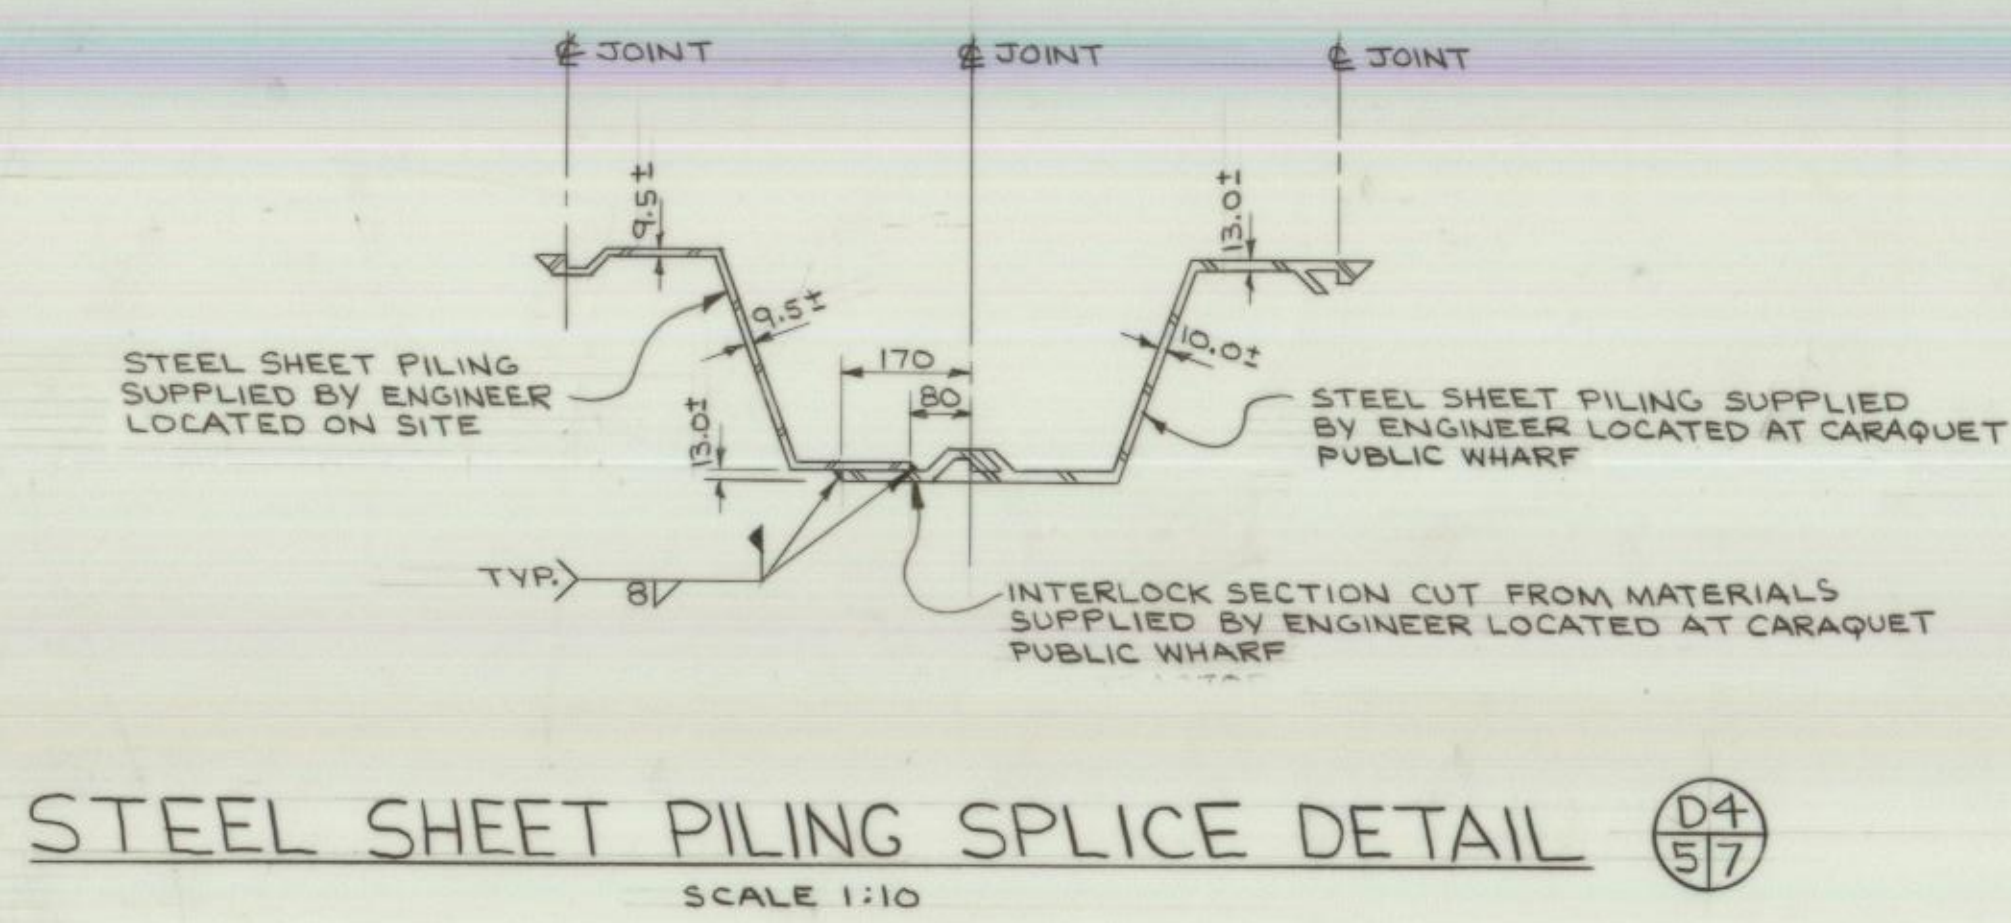 ℄ JOINT
℄ JOINT
℄ JOINT
9.5±
13.0±
9.5±
10.0±
170
80
13.0±
STEEL SHEET PILING
SUPPLIED BY ENGINEER
LOCATED ON SITE
STEEL SHEET PILING SUPPLIED
BY ENGINEER LOCATED AT CARAQUET
PUBLIC WHARF
TYP.
8
INTERLOCK SECTION CUT FROM MATERIALS
SUPPLIED BY ENGINEER LOCATED AT CARAQUET
PUBLIC WHARF
STEEL SHEET PILING SPLICE DETAIL
D4
5 7
SCALE 1:10